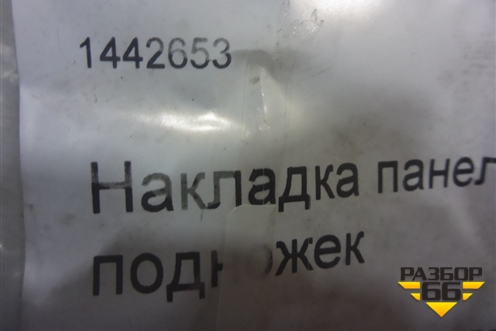 1442653
Накладка панел
подножек
РАЗБОР
66